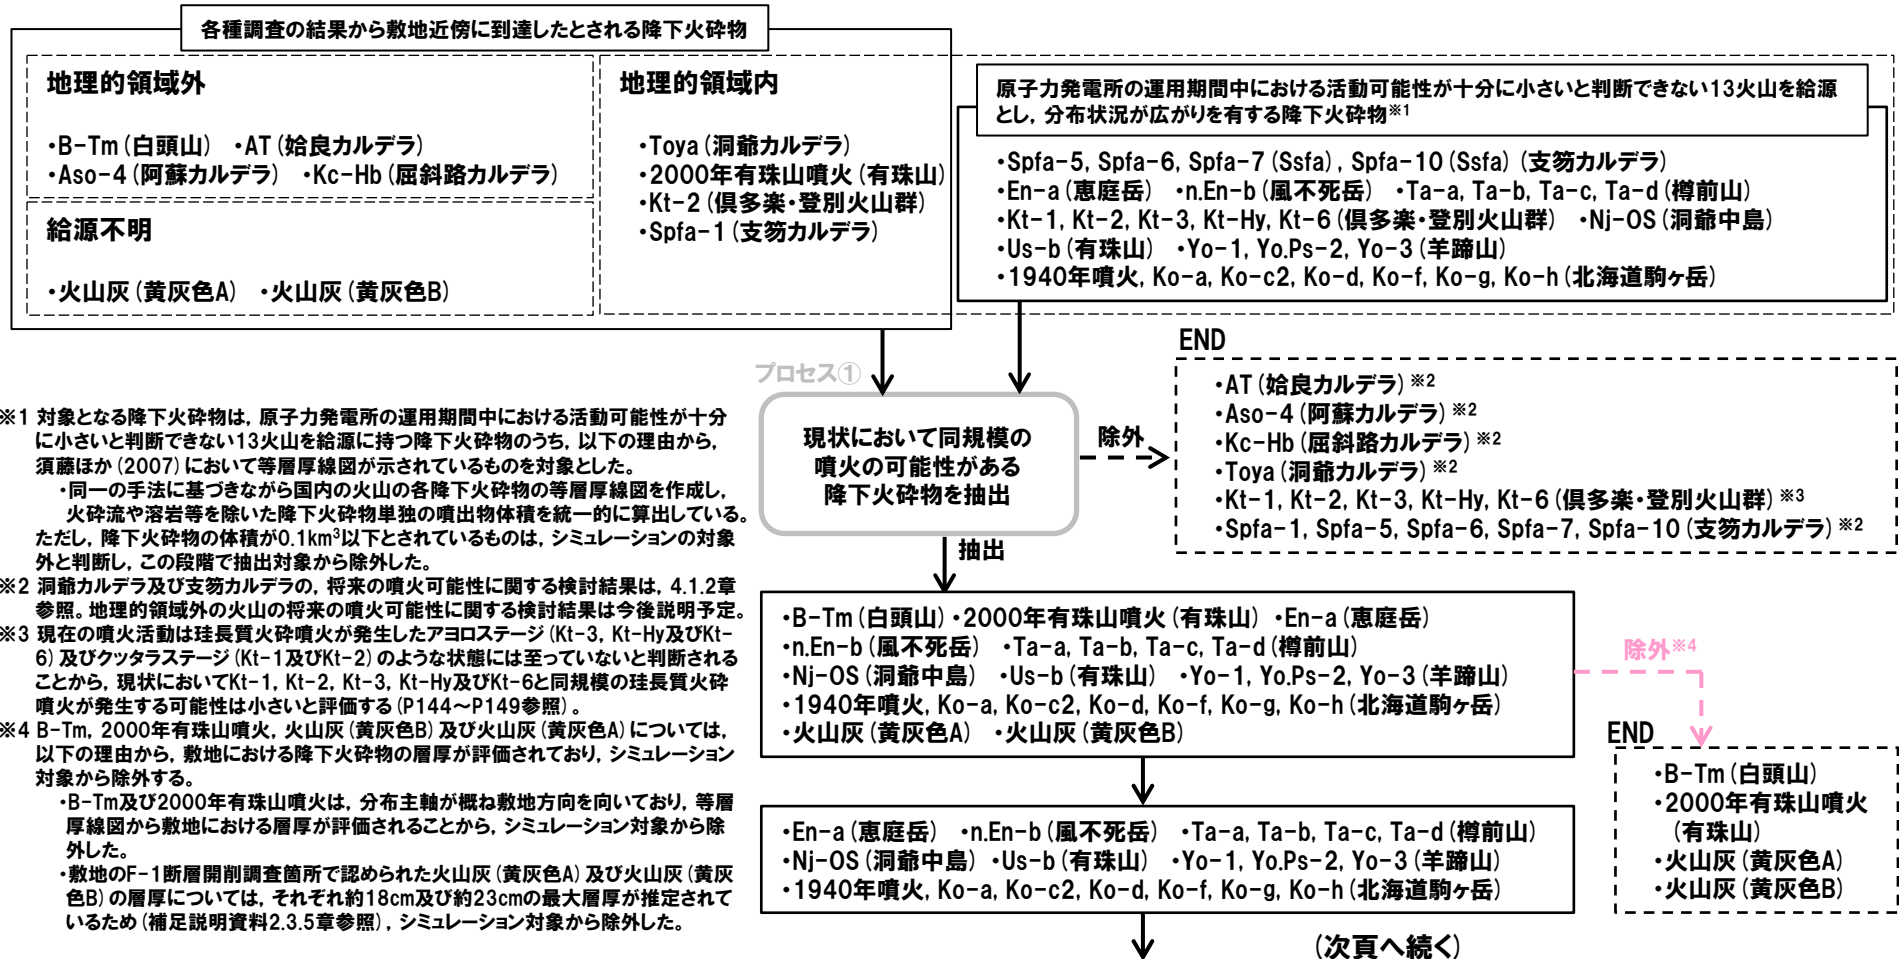 各種調査の結果から敷地近傍に到達したとされる降下火砕物
地理的領域外
・B-Tm(白頭山) ・AT(姶良カルデラ)
・Aso-4(阿蘇カルデラ) ・Kc-Hb(屈斜路カルデラ)
給源不明
・火山灰(黄灰色A) ・火山灰(黄灰色B)
地理的領域内
・Toya(洞爺カルデラ)
・2000年有珠山噴火(有珠山)
・Kt-2(倶多楽・登別火山群)
・Spfa-1(支笏カルデラ)
原子力発電所の運用期間中における活動可能性が十分に小さいと判断できない13火山を給源
とし, 分布状況が広がりを有する降下火砕物※1
・Spfa-5, Spfa-6, Spfa-7(Ssfa), Spfa-10(Ssfa)(支笏カルデラ)
・En-a(恵庭岳) ・n.En-b(風不死岳) ・Ta-a, Ta-b, Ta-c, Ta-d(樽前山)
・Kt-1, Kt-2, Kt-3, Kt-Hy, Kt-6(倶多楽・登別火山群) ・Nj-OS(洞爺中島)
・Us-b(有珠山) ・Yo-1, Yo.Ps-2, Yo-3(羊蹄山)
・1940年噴火, Ko-a, Ko-c2, Ko-d, Ko-f, Ko-g, Ko-h(北海道駒ヶ岳)
プロセス①
現状において同規模の
噴火の可能性がある
降下火砕物を抽出
除外
END
・AT(姶良カルデラ)※2
・Aso-4(阿蘇カルデラ)※2
・Kc-Hb(屈斜路カルデラ)※2
・Toya(洞爺カルデラ)※2
・Kt-1, Kt-2, Kt-3, Kt-Hy, Kt-6(倶多楽・登別火山群)※3
・Spfa-1, Spfa-5, Spfa-6, Spfa-7, Spfa-10(支笏カルデラ)※2
抽出
・B-Tm(白頭山)・2000年有珠山噴火(有珠山) ・En-a(恵庭岳)
・n.En-b(風不死岳) ・Ta-a, Ta-b, Ta-c, Ta-d(樽前山)
・Nj-OS(洞爺中島) ・Us-b(有珠山) ・Yo-1, Yo.Ps-2, Yo-3(羊蹄山)
・1940年噴火, Ko-a, Ko-c2, Ko-d, Ko-f, Ko-g, Ko-h(北海道駒ヶ岳)
・火山灰(黄灰色A) ・火山灰(黄灰色B)
除外※4
END
・B-Tm(白頭山)
・2000年有珠山噴火
(有珠山)
・火山灰(黄灰色A)
・火山灰(黄灰色B)
・En-a(恵庭岳) ・n.En-b(風不死岳) ・Ta-a, Ta-b, Ta-c, Ta-d(樽前山)
・Nj-OS(洞爺中島) ・Us-b(有珠山) ・Yo-1, Yo.Ps-2, Yo-3(羊蹄山)
・1940年噴火, Ko-a, Ko-c2, Ko-d, Ko-f, Ko-g, Ko-h(北海道駒ヶ岳)
(次頁へ続く)
※1 対象となる降下火砕物は, 原子力発電所の運用期間中における活動可能性が十分
に小さいと判断できない13火山を給源に持つ降下火砕物のうち, 以下の理由から,
須藤ほか(2007)において等層厚線図が示されているものを対象とした。
・同一の手法に基づきながら国内の火山の各降下火砕物の等層厚線図を作成し,
火砕流や溶岩等を除いた降下火砕物単独の噴出物体積を統一的に算出している。
ただし, 降下火砕物の体積が0.1km³以下とされているものは, シミュレーションの対象
外と判断し, この段階で抽出対象から除外した。
※2 洞爺カルデラ及び支笏カルデラの, 将来の噴火可能性に関する検討結果は, 4.1.2章
参照。地理的領域外の火山の将来の噴火可能性に関する検討結果は今後説明予定。
※3 現在の噴火活動は珪長質火砕噴火が発生したアヨロステージ(Kt-3, Kt-Hy及びKt-
6)及びクッタラステージ(Kt-1及びKt-2)のような状態には至っていないと判断される
ことから, 現状においてKt-1, Kt-2, Kt-3, Kt-Hy及びKt-6と同規模の珪長質火砕
噴火が発生する可能性は小さいと評価する(P144~P149参照)。
※4 B-Tm, 2000年有珠山噴火, 火山灰(黄灰色B)及び火山灰(黄灰色A)については,
以下の理由から, 敷地における降下火砕物の層厚が評価されており, シミュレーション
対象から除外する。
・B-Tm及び2000年有珠山噴火は, 分布主軸が概ね敷地方向を向いており, 等層
厚線図から敷地における層厚が評価されることから, シミュレーション対象から除
外した。
・敷地のF-1断層開削調査箇所で認められた火山灰(黄灰色A)及び火山灰(黄灰
色B)の層厚については, それぞれ約18cm及び約23cmの最大層厚が推定されて
いるため(補足説明資料2.3.5章参照), シミュレーション対象から除外した。